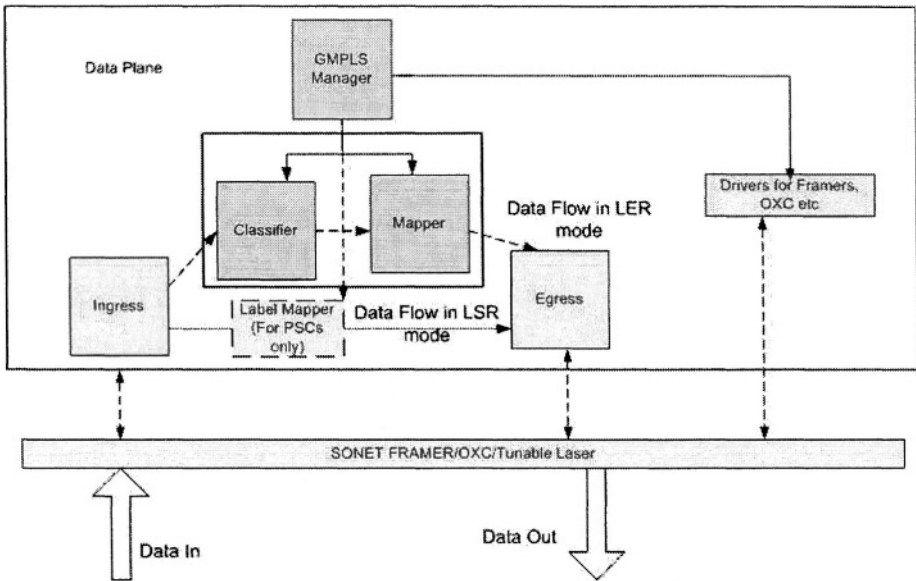 GMPLS
Manager
Data Plane
Drivers for Framers,
OXC etc
Classifier
Mapper
Data Flow in LER
mode
Ingress
Label Mapper
(For PSCs
only)
Data Flow in LSR
mode
Egress
SONET FRAMER/OXC/Tunable Laser
Data In
Data Out